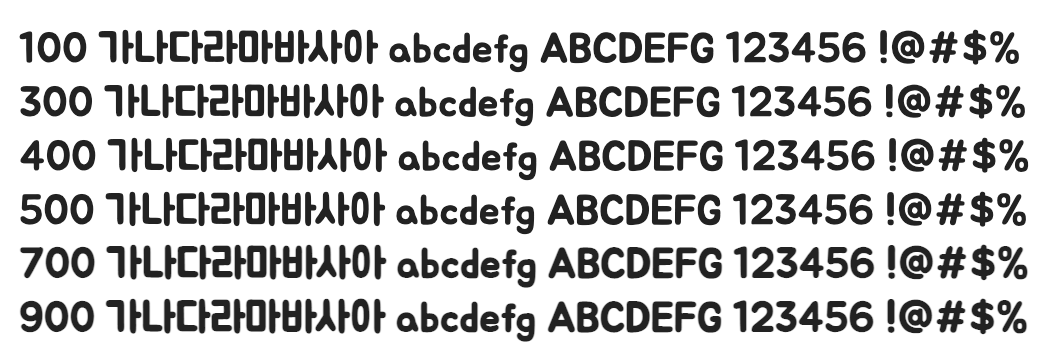 100 가나다라마바사아 abcdefg ABCDEFG 123456 !@#$%
300 가나다라마바사아 abcdefg ABCDEFG 123456 !@#$%
400 가나다라마바사아 abcdefg ABCDEFG 123456 !@#$%
500 가나다라마바사아 abcdefg ABCDEFG 123456 !@#$%
700 가나다라마바사아 abcdefg ABCDEFG 123456 !@#$%
900 가나다라마바사아 abcdefg ABCDEFG 123456 !@#$%